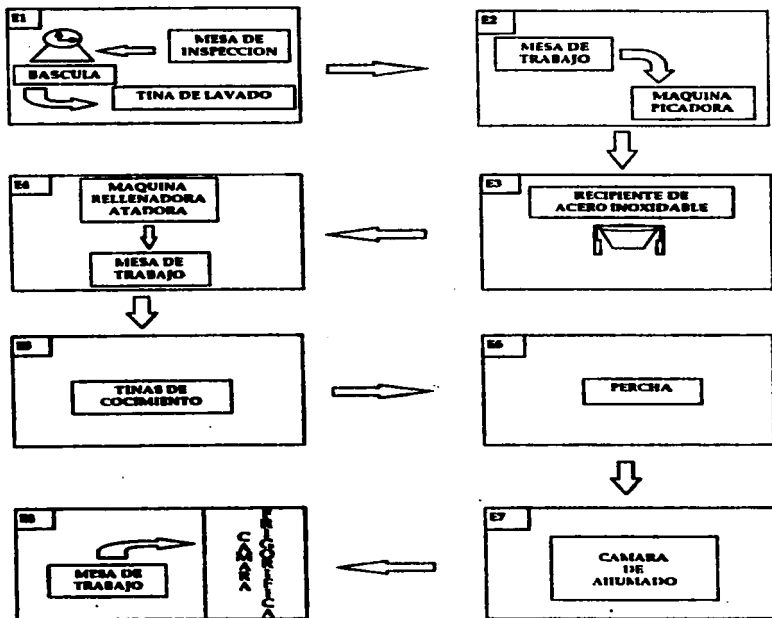 E1
MESA DE
INSPECCION
BASCULA
TINA DE LAVADO
E2
MESA DE
TRABAJO
MAQUINA
PICADORA
E4
MAQUINA
RELLENADORA
ATADORA
MESA DE
TRABAJO
E3
RECIPIENTE DE
ACERO INOXIDABLE
E5
TINAS DE
COCIMIENTO
E6
PERCHA
E8
MESA DE
TRABAJO
CAMARA
FRIGORIFICA
E7
CAMARA
DE
AHUMADO